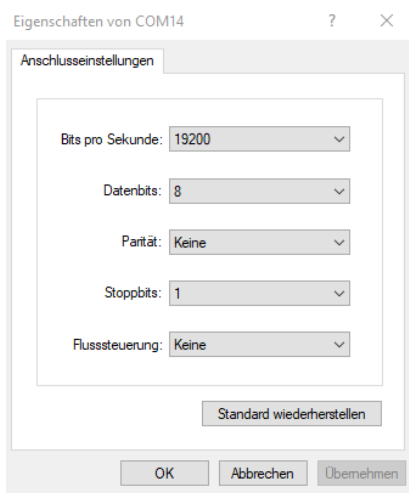 Eigenschaften von COM14 ?
Anschlusseinstellungen
Bits pro Sekunde: 19200
Datenbits: 8
Parität: Keine
Stoppbits: 1
Flusssteuerung: Keine
Standard wiederherstellen
OK Abbrechen Übernehmen